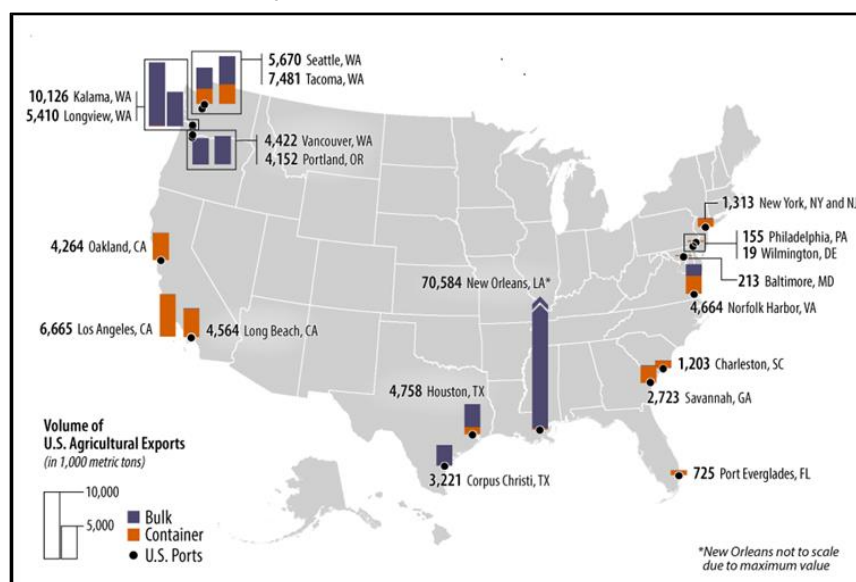 5,670 Seattle, WA
7,481 Tacoma, WA
10,126 Kalama, WA
5,410 Longview, WA
4,422 Vancouver, WA
4,152 Portland, OR
1,313 New York, NY and NJ
155 Philadelphia, PA
19 Wilmington, DE
4,264 Oakland, CA
70,584 New Orleans, LA*
213 Baltimore, MD
4,664 Norfolk Harbor, VA
6,665 Los Angeles, CA
4,564 Long Beach, CA
1,203 Charleston, SC
4,758 Houston, TX
2,723 Savannah, GA
Volume of
U.S. Agricultural Exports
(in 1,000 metric tons)
3,221 Corpus Christi, TX
725 Port Everglades, FL
10,000
5,000
Bulk
Container
U.S. Ports
*New Orleans not to scale
due to maximum value